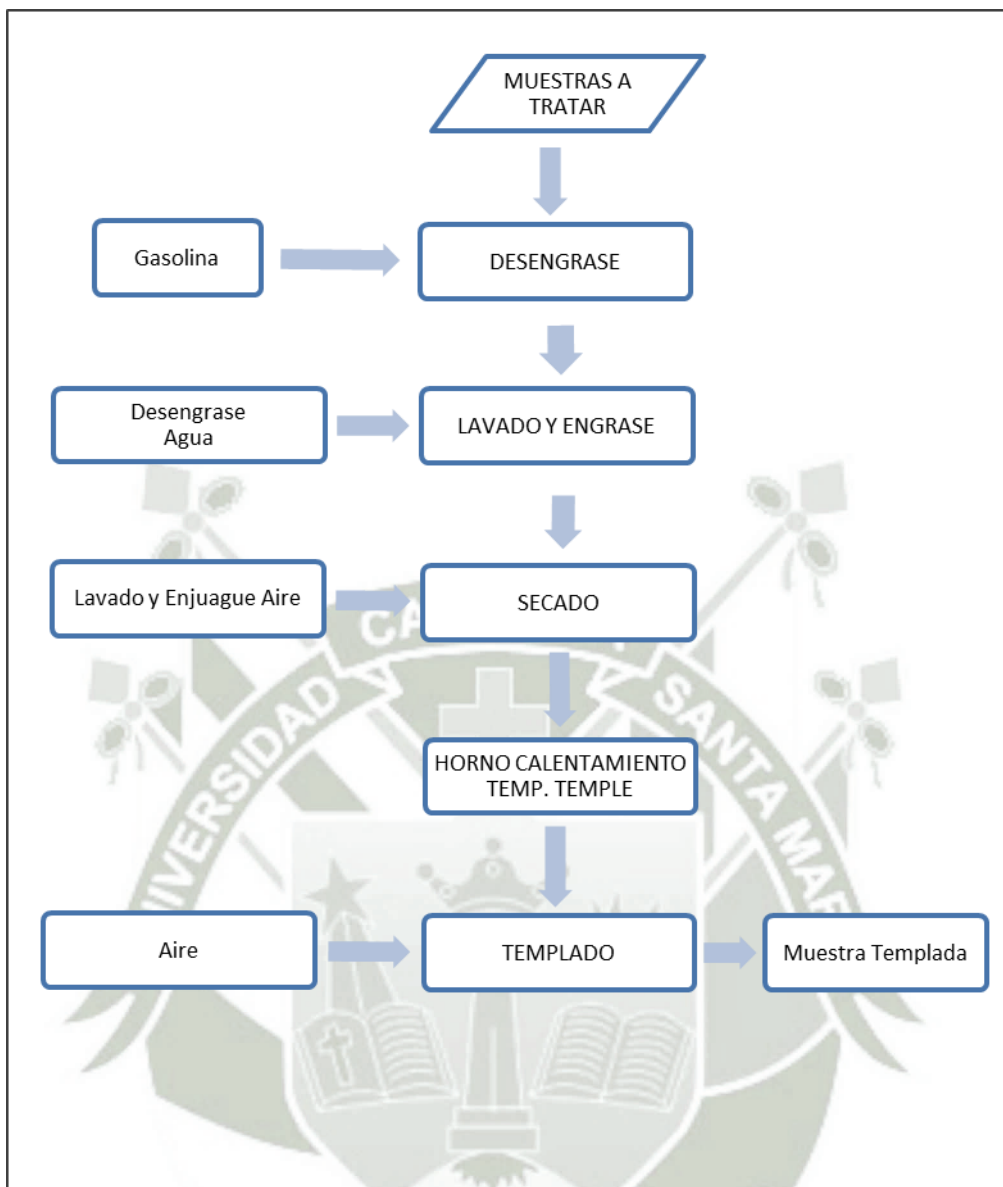 MUESTRAS A
TRATAR
Gasolina
DESENGRASE
Desengrase
Agua
LAVADO Y ENGRASE
Lavado y Enjuague Aire
SECADO
HORNO CALENTAMIENTO
TEMP. TEMPLE
Aire
TEMPLADO
Muestra Templada
SANTA